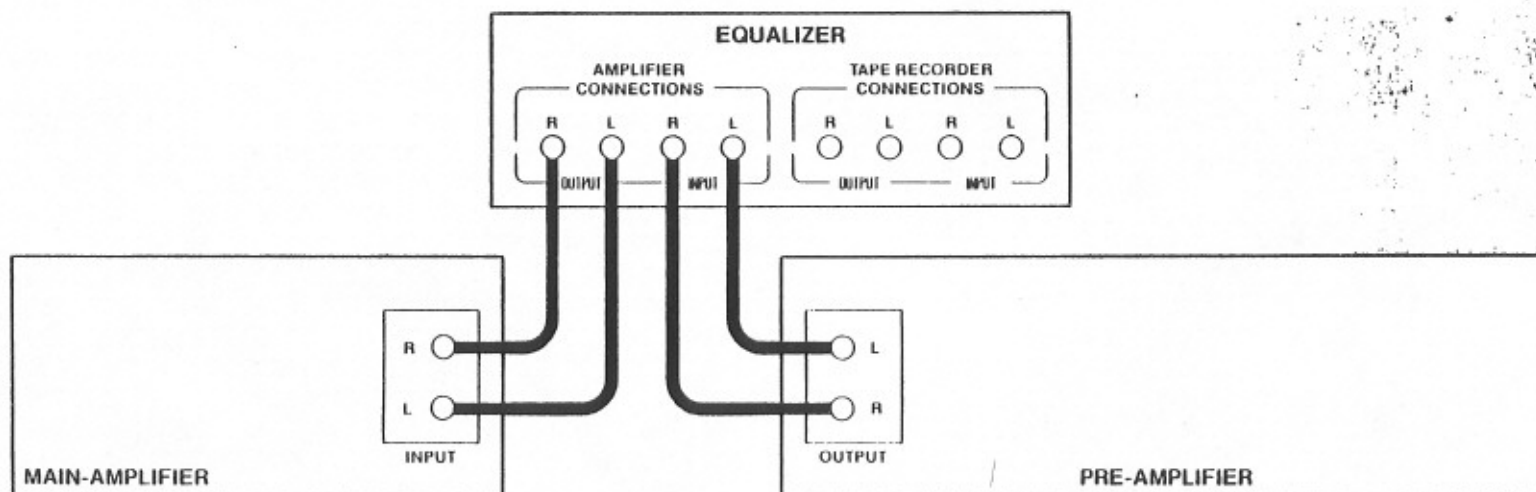 EQUALIZER
AMPLIFIER
CONNECTIONS
TAPE RECORDER
CONNECTIONS
R L R L
R L R L
OUTPUT INPUT
OUTPUT INPUT
R
L
INPUT
MAIN-AMPLIFIER
L
R
OUTPUT
PRE-AMPLIFIER